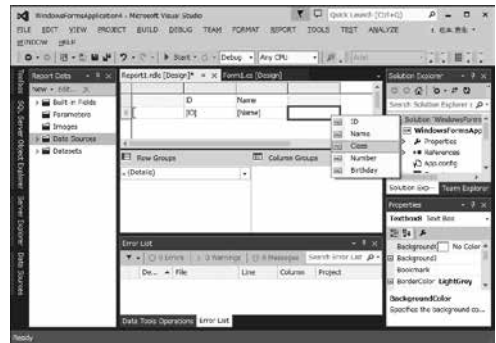 WindowsFormsApplication4 - Microsoft Visual Studio
Quick Launch (Ctrl+Q)
FILE EDIT VIEW PROJECT BUILD DEBUG TEAM FORMAT REPORT TOOLS TEST ANALYZE
WINDOW HELP
Start Debug Any CPU
Toolbox
SQL Server Object Explorer
Server Explorer
Data Sources
Report Data
New Edit...
Built-in Fields
Parameters
Images
Data Sources
Datasets
Report1.rdlc [Design]* Form1.cs [Design]
ID Name
[ID] [Name]
ID
Name
Class
Number
Birthday
Row Groups Column Groups
(Details)
Error List
0 Errors 0 Warnings 0 Messages Search Error List
De... File Line Column Project
Data Tools Operations Error List
Solution Explorer
Search Solution Explorer
Solution 'WindowsForms
WindowsFormsApp
Properties
References
App.config
Solution Team Explorer
Properties
Text Box
Background No Color
BackgroundI
Bookmark
BorderColor LightGrey
BackgroundColor
Specifies the background co...
Ready